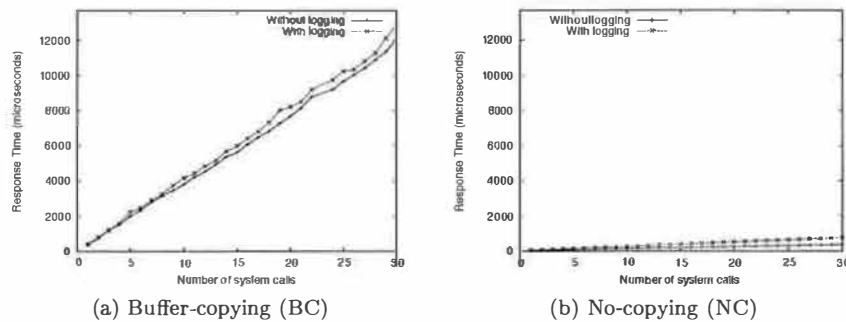 Without logging
With logging
12000
10000
8000
6000
4000
2000
0
Response Time (microseconds)
0 5 10 15 20 25 30
Number of system calls
(a) Buffer-copying (BC)
Without logging
With logging
12000
10000
8000
6000
4000
2000
0
Response Time (microseconds)
0 5 10 15 20 25 30
Number of system calls
(b) No-copying (NC)